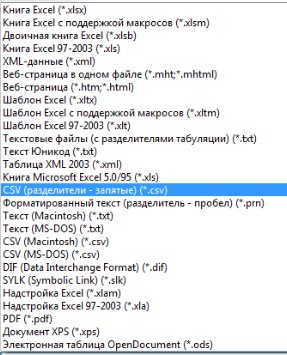 Книга Excel (*.xlsx)
Книга Excel с поддержкой макросов (*.xlsm)
Двоичная книга Excel (*.xlsb)
Книга Excel 97-2003 (*.xls)
XML-данные (*.xml)
Веб-страница в одном файле (*.mht;*.mhtml)
Веб-страница (*.htm;*.html)
Шаблон Excel (*.xltx)
Шаблон Excel с поддержкой макросов (*.xltm)
Шаблон Excel 97-2003 (*.xlt)
Текстовые файлы (с разделителями табуляции) (*.txt)
Текст Юникод (*.txt)
Таблица XML 2003 (*.xml)
Книга Microsoft Excel 5.0/95 (*.xls)
CSV (разделители - запятые) (*.csv)
Форматированный текст (разделитель - пробел) (*.prn)
Текст (Macintosh) (*.txt)
Текст (MS-DOS) (*.txt)
CSV (Macintosh) (*.csv)
CSV (MS-DOS) (*.csv)
DIF (Data Interchange Format) (*.dif)
SYLK (Symbolic Link) (*.slk)
Надстройка Excel (*.xlam)
Надстройка Excel 97-2003 (*.xla)
PDF (*.pdf)
Документ XPS (*.xps)
Электронная таблица OpenDocument (*.ods)